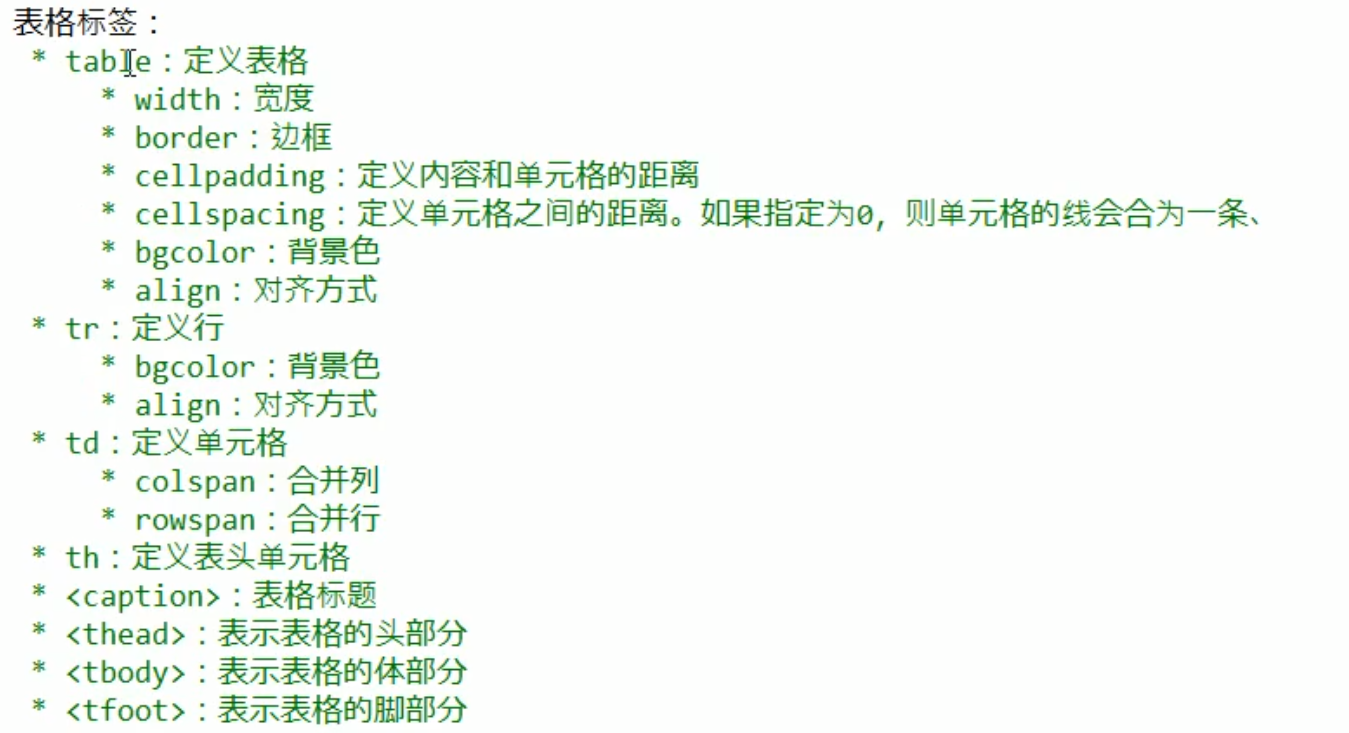 表格标签：
* table：定义表格
* width：宽度
* border：边框
* cellpadding：定义内容和单元格的距离
* cellspacing：定义单元格之间的距离。如果指定为0，则单元格的线会合为一条、
* bgcolor：背景色
* align：对齐方式
* tr：定义行
* bgcolor：背景色
* align：对齐方式
* td：定义单元格
* colspan：合并列
* rowspan：合并行
* th：定义表头单元格
* <caption>：表格标题
* <thead>：表示表格的头部分
* <tbody>：表示表格的体部分
* <tfoot>：表示表格的脚部分